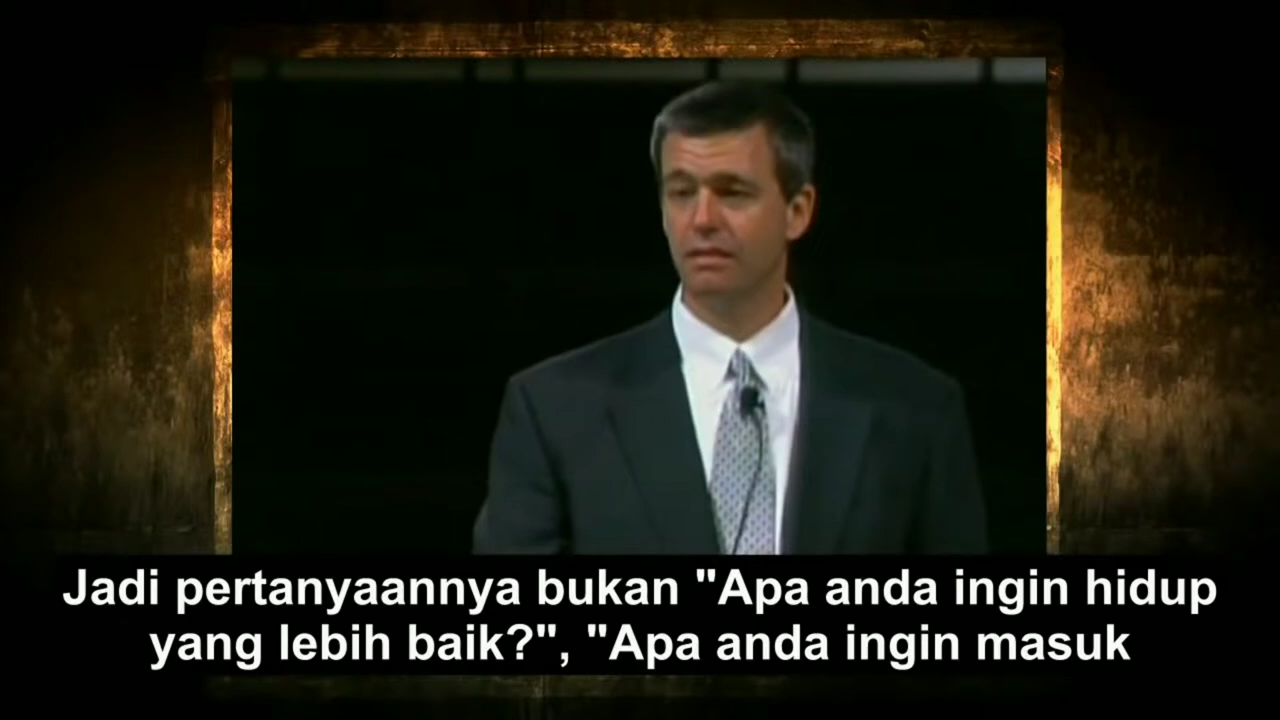 Jadi pertanyaannya bukan "Apa anda ingin hidup
yang lebih baik?", "Apa anda ingin masuk